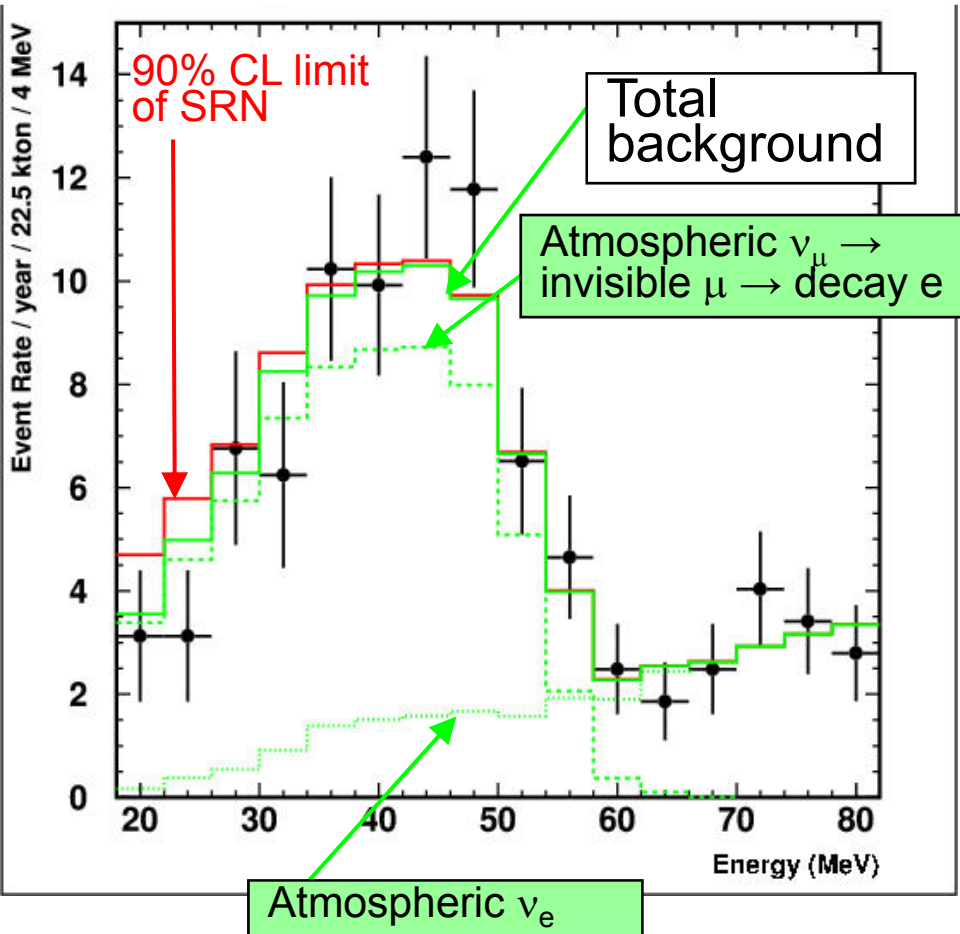 90% CL limit
of SRN
Total
background
Atmospheric νμ →
invisible μ → decay e
Event Rate / year / 22.5 kton / 4 MeV
14
12
10
8
6
4
2
0
20 30 40 50 60 70 80
Energy (MeV)
Atmospheric νe